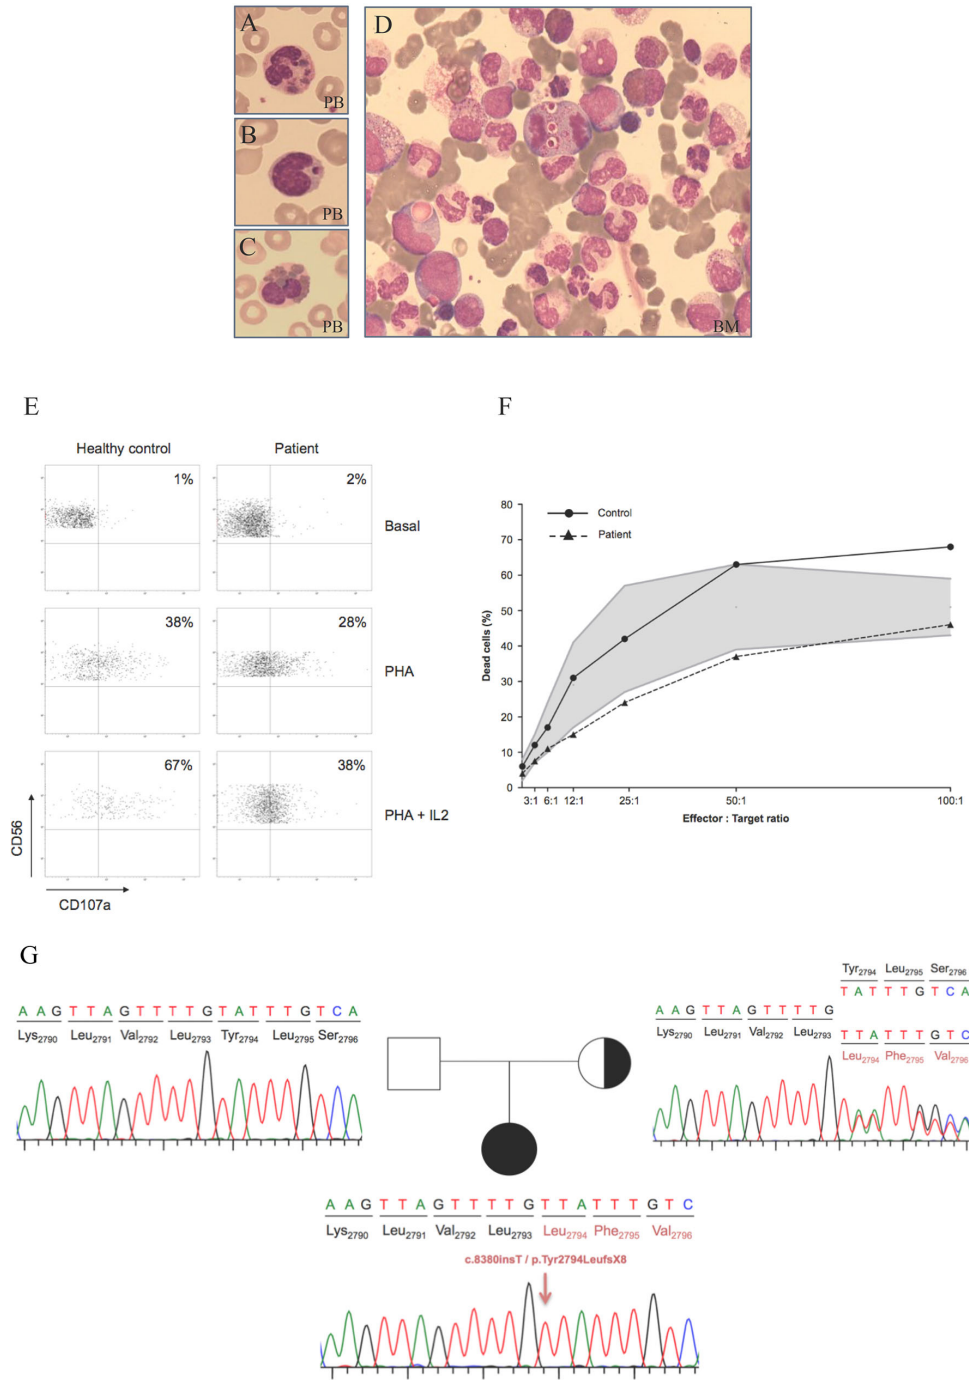 A
PB
B
PB
C
PB
D
BM
E
Healthy control Patient
1% 2%
Basal
38% 28%
PHA
67% 38%
PHA + IL2
CD56
CD107a
F
80
70
60
50
40
30
20
10
0
Dead cells (%)
Control
Patient
3:1 6:1 12:1 25:1 50:1 100:1
Effector : Target ratio
G
A A G T T A G T T T T G T A T T T G T C A
Lys2790 Leu2791 Val2792 Leu2793 Tyr2794 Leu2795 Ser2796
Tyr2794 Leu2795 Ser2796
T A T T T G T C A
A A G T T A G T T T T G
Lys2790 Leu2791 Val2792 Leu2793
T T A T T T G T C
Leu2794 Phe2795 Val2796
A A G T T A G T T T T G T T A T T T G T C
Lys2790 Leu2791 Val2792 Leu2793 Leu2794 Phe2795 Val2796
c.8380insT / p.Tyr2794LeufsX8